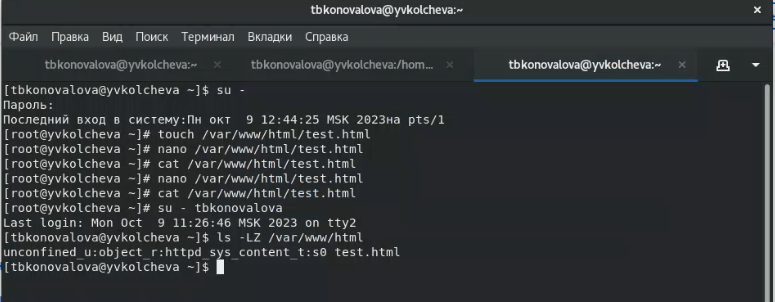 tbkonovalova@yvkolcheva:~
Файл Правка Вид Поиск Терминал Вкладки Справка
tbkonovalova@yvkolcheva:~ × tbkonovalova@yvkolcheva:/hom... × tbkonovalova@yvkolcheva:~ ×
[tbkonovalova@yvkolcheva ~]$ su -
Пароль:
Последний вход в систему:Пн окт  9 12:44:25 MSK 2023на pts/1
[root@yvkolcheva ~]# touch /var/www/html/test.html
[root@yvkolcheva ~]# nano /var/www/html/test.html
[root@yvkolcheva ~]# cat /var/www/html/test.html
[root@yvkolcheva ~]# nano /var/www/html/test.html
[root@yvkolcheva ~]# cat /var/www/html/test.html
[root@yvkolcheva ~]# su - tbkonovalova
Last login: Mon Oct  9 11:26:46 MSK 2023 on tty2
[tbkonovalova@yvkolcheva ~]$ ls -LZ /var/www/html
unconfined_u:object_r:httpd_sys_content_t:s0 test.html
[tbkonovalova@yvkolcheva ~]$